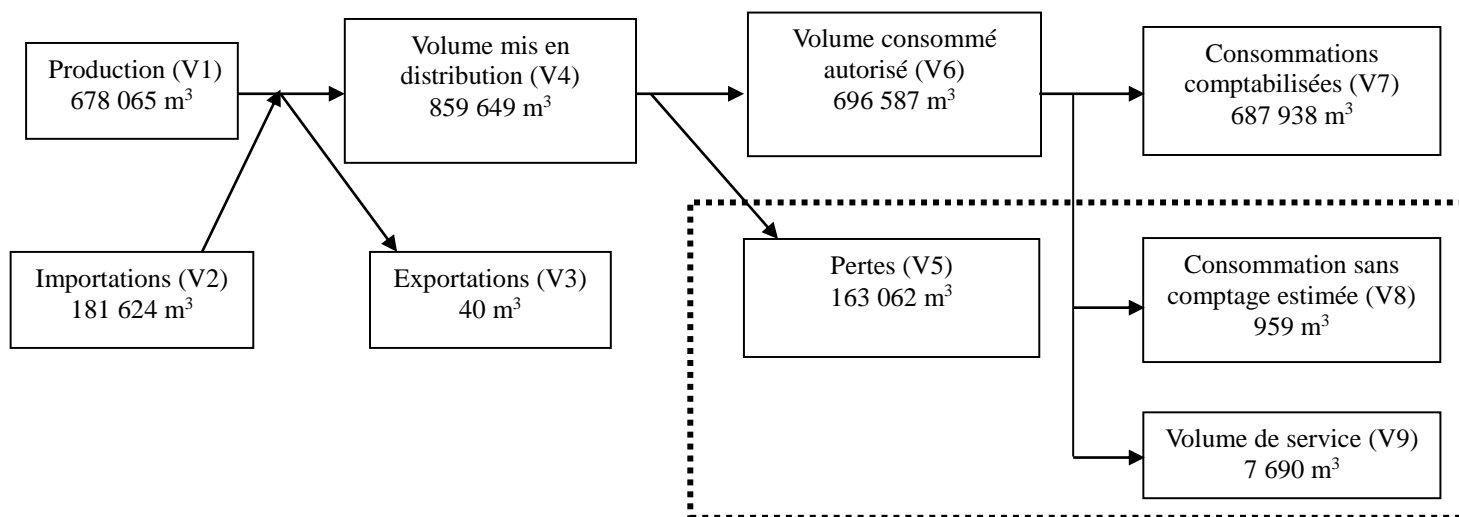 Production (V1)
678 065 m³
Volume mis en
distribution (V4)
859 649 m³
Volume consommé
autorisé (V6)
696 587 m³
Consommations
comptabilisées (V7)
687 938 m³
Importations (V2)
181 624 m³
Exportations (V3)
40 m³
Pertes (V5)
163 062 m³
Consommation sans
comptage estimée (V8)
959 m³
Volume de service (V9)
7 690 m³